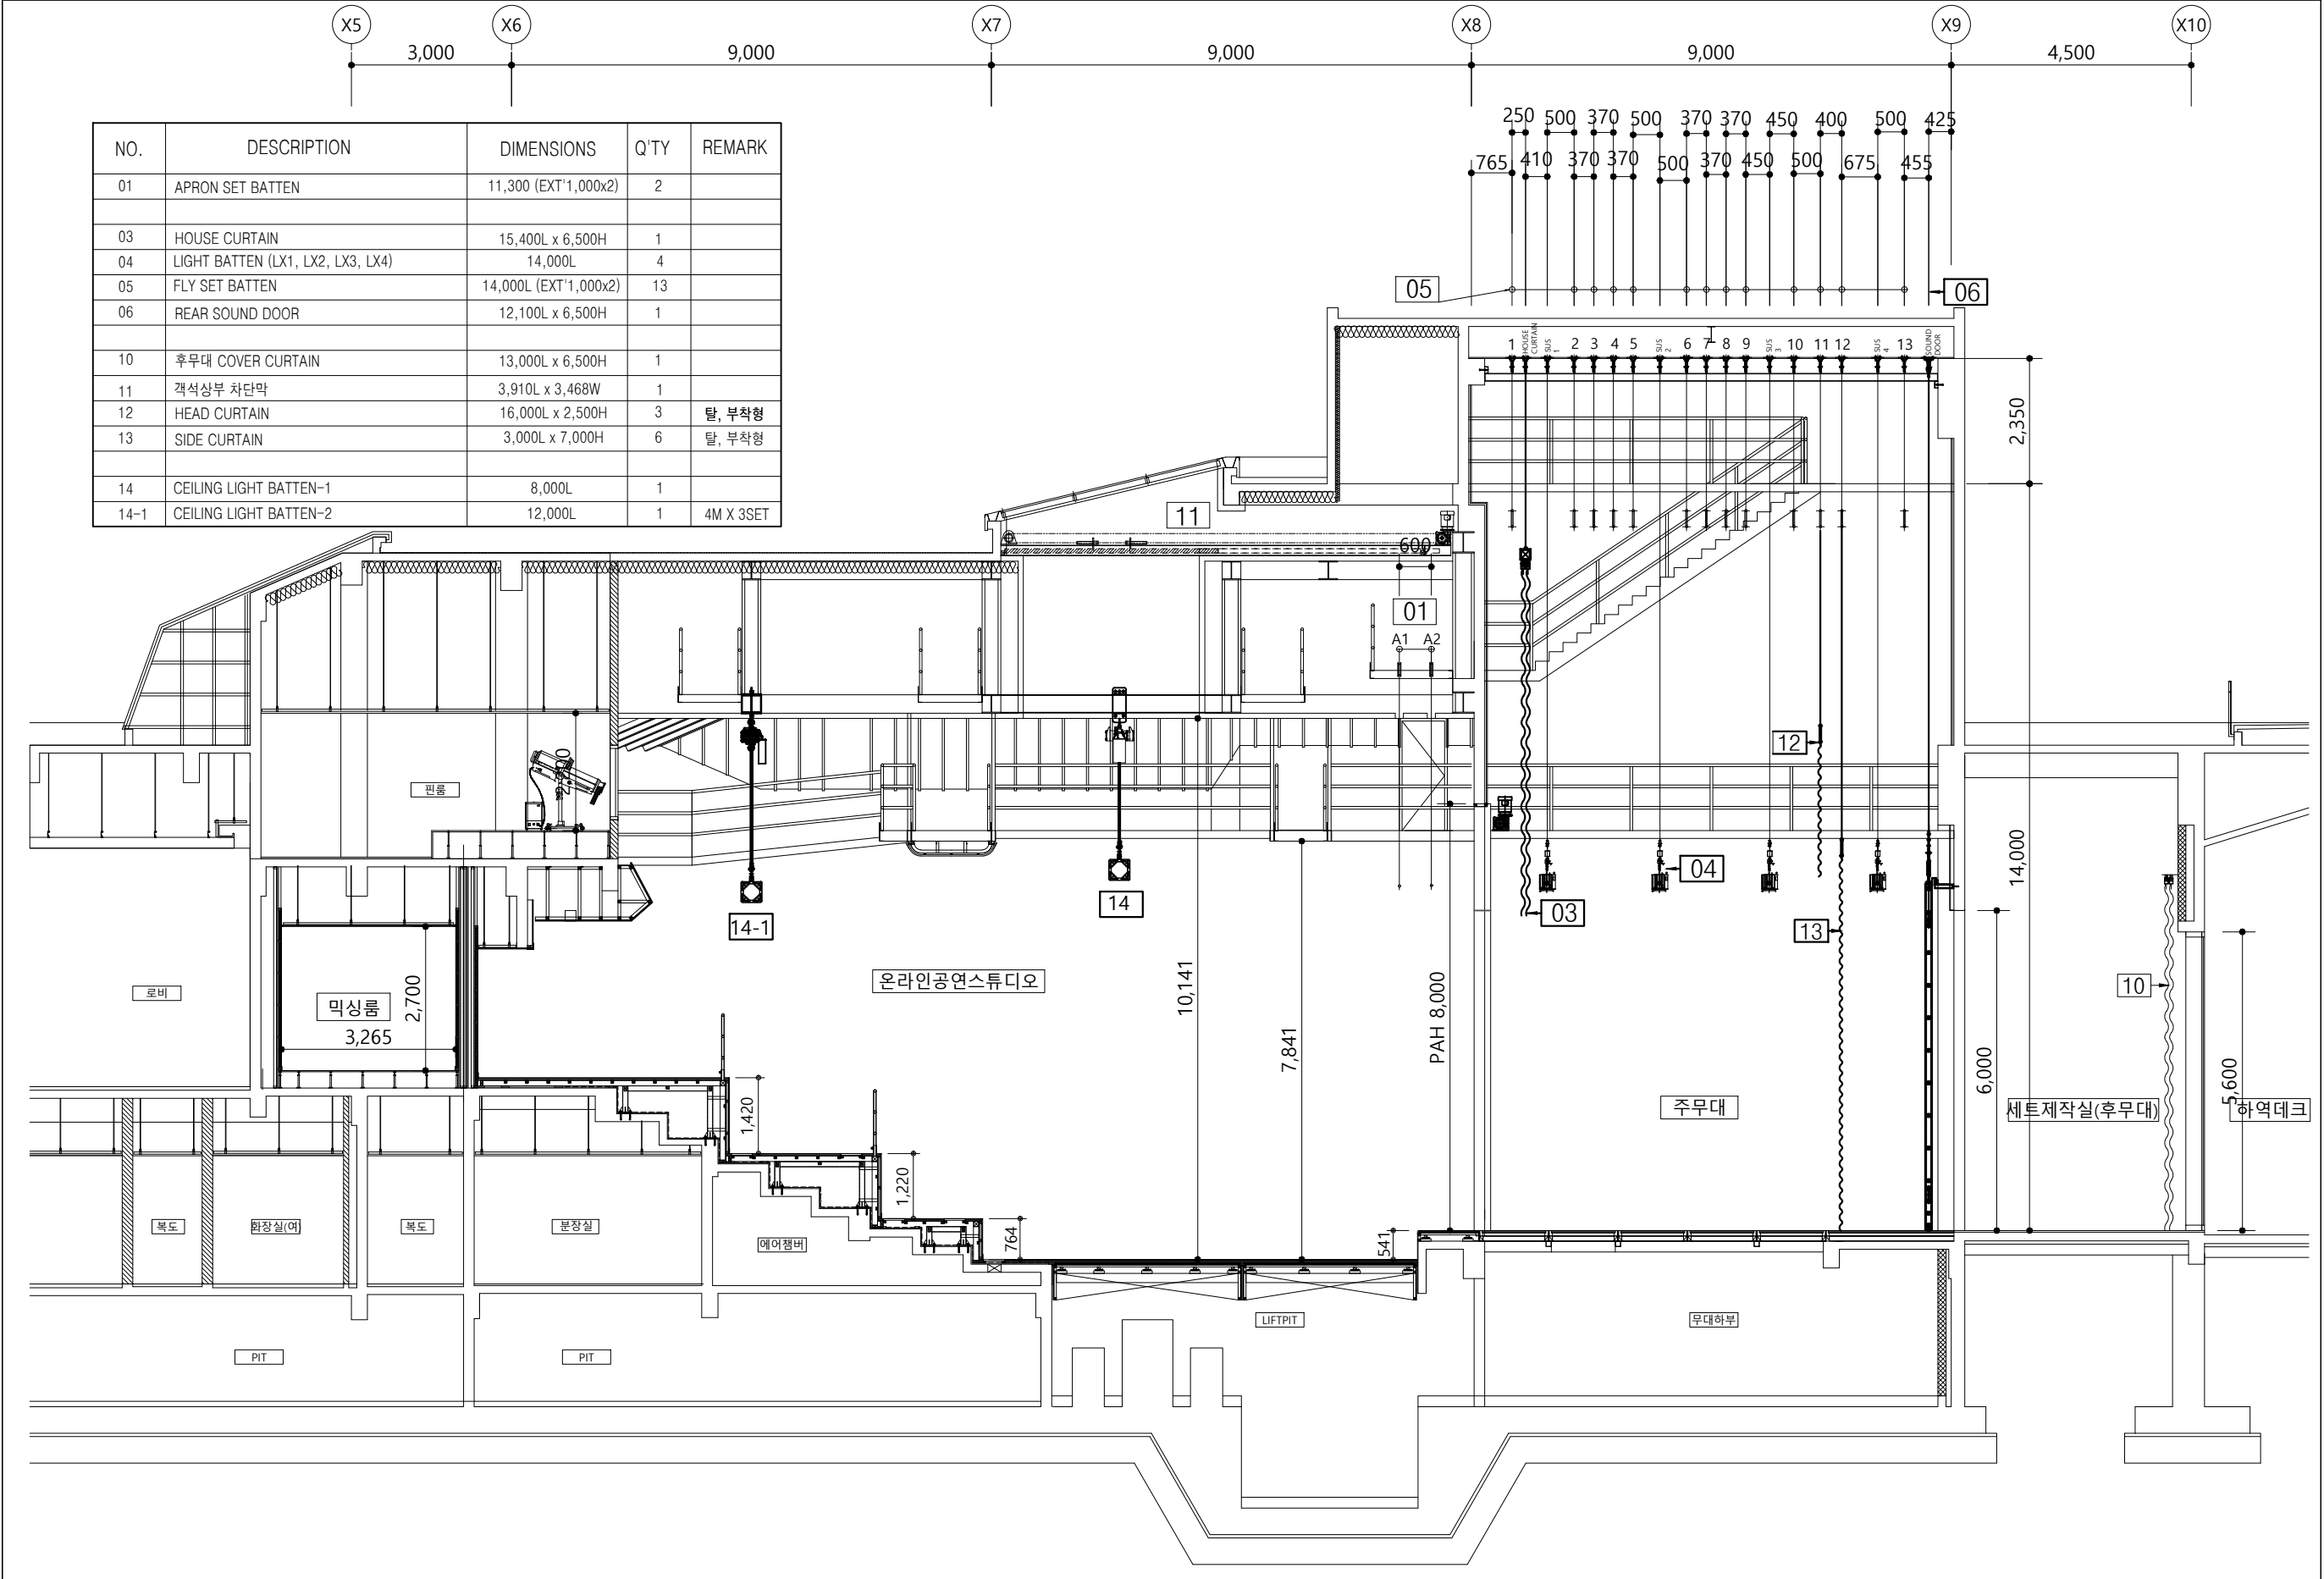 X5 X6 X7 X8 X9 X10
3,000 9,000 9,000 9,000 4,500
250 500 370 500 370 370 450 400 500 425
765 410 370 370 500 370 450 500 675 455
NO. DESCRIPTION DIMENSIONS Q'TY REMARK
01 APRON SET BATTEN 11,300 (EXT'1,000x2) 2
03 HOUSE CURTAIN 15,400L x 6,500H 1
04 LIGHT BATTEN (LX1, LX2, LX3, LX4) 14,000L 4
05 FLY SET BATTEN 14,000L (EXT'1,000x2) 13
06 REAR SOUND DOOR 12,100L x 6,500H 1
10 후무대 COVER CURTAIN 13,000L x 6,500H 1
11 객석상부 차단막 3,910L x 3,468W 1
12 HEAD CURTAIN 16,000L x 2,500H 3 탈, 부착형
13 SIDE CURTAIN 3,000L x 7,000H 6 탈, 부착형
14 CEILING LIGHT BATTEN-1 8,000L 1
14-1 CEILING LIGHT BATTEN-2 12,000L 1 4M X 3SET
05 06
1 HOUSE CURTAIN SUS 1 2 3 4 5 SUS 2 6 7 8 9 SUS 3 10 11 12 SUS 4 13 SOUND DOOR
2,350
11
600
01
A1 A2
12
핀룸
14,000
04
14-1
14
03
13
온라인공연스튜디오
10
로비
믹싱룸
2,700
3,265
10,141
7,841
PAH 8,000
6,000
5,600
주무대
세트제작실(후무대)
하역데크
1,420
1,220
764
541
복도
화장실(여)
복도
분장실
에어챔버
LIFTPIT
무대하부
PIT
PIT